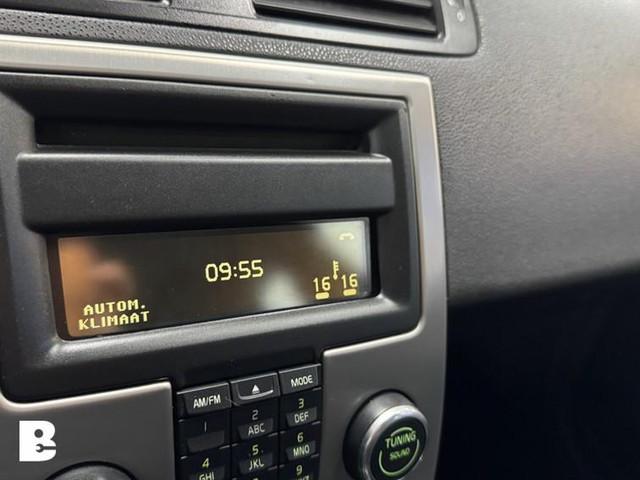 09:55
16 16
AUTOM.
KLIMAAT
AM/FM
MODE
1
2
ABC
3
DEF
4
GHI
5
JKL
6
MNO
9
TUNING
SOUND
B